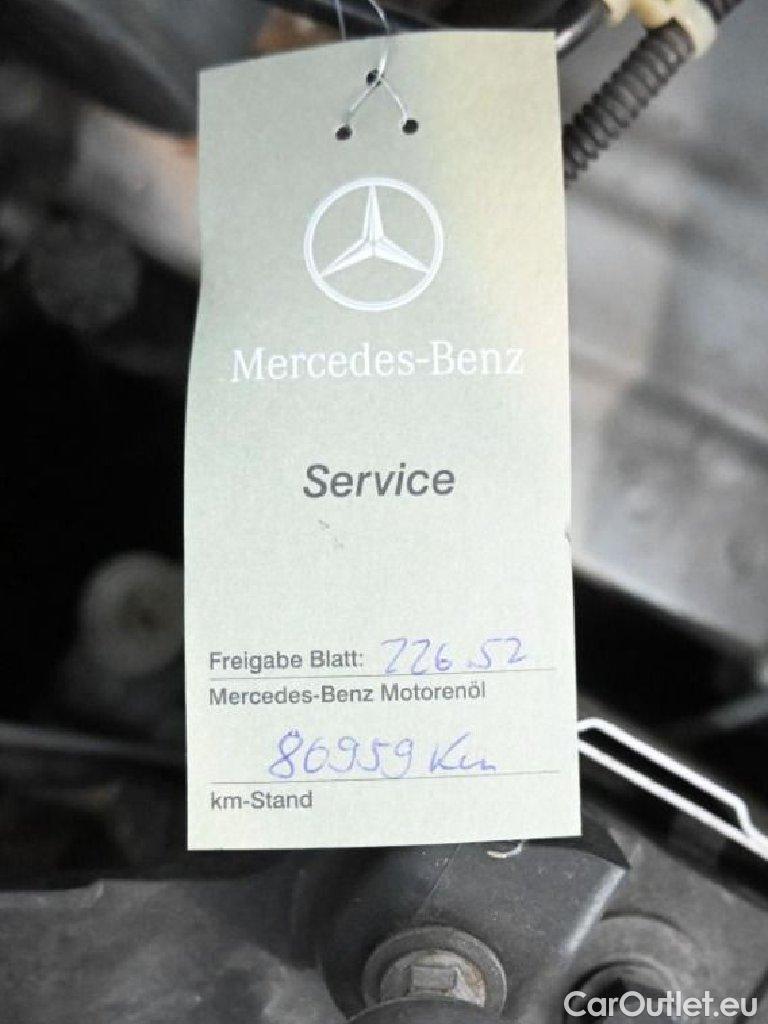 Mercedes-Benz
Service
Freigabe Blatt: 226.52
Mercedes-Benz Motorenöl
86959 Km
km-Stand
CarOutlet.eu